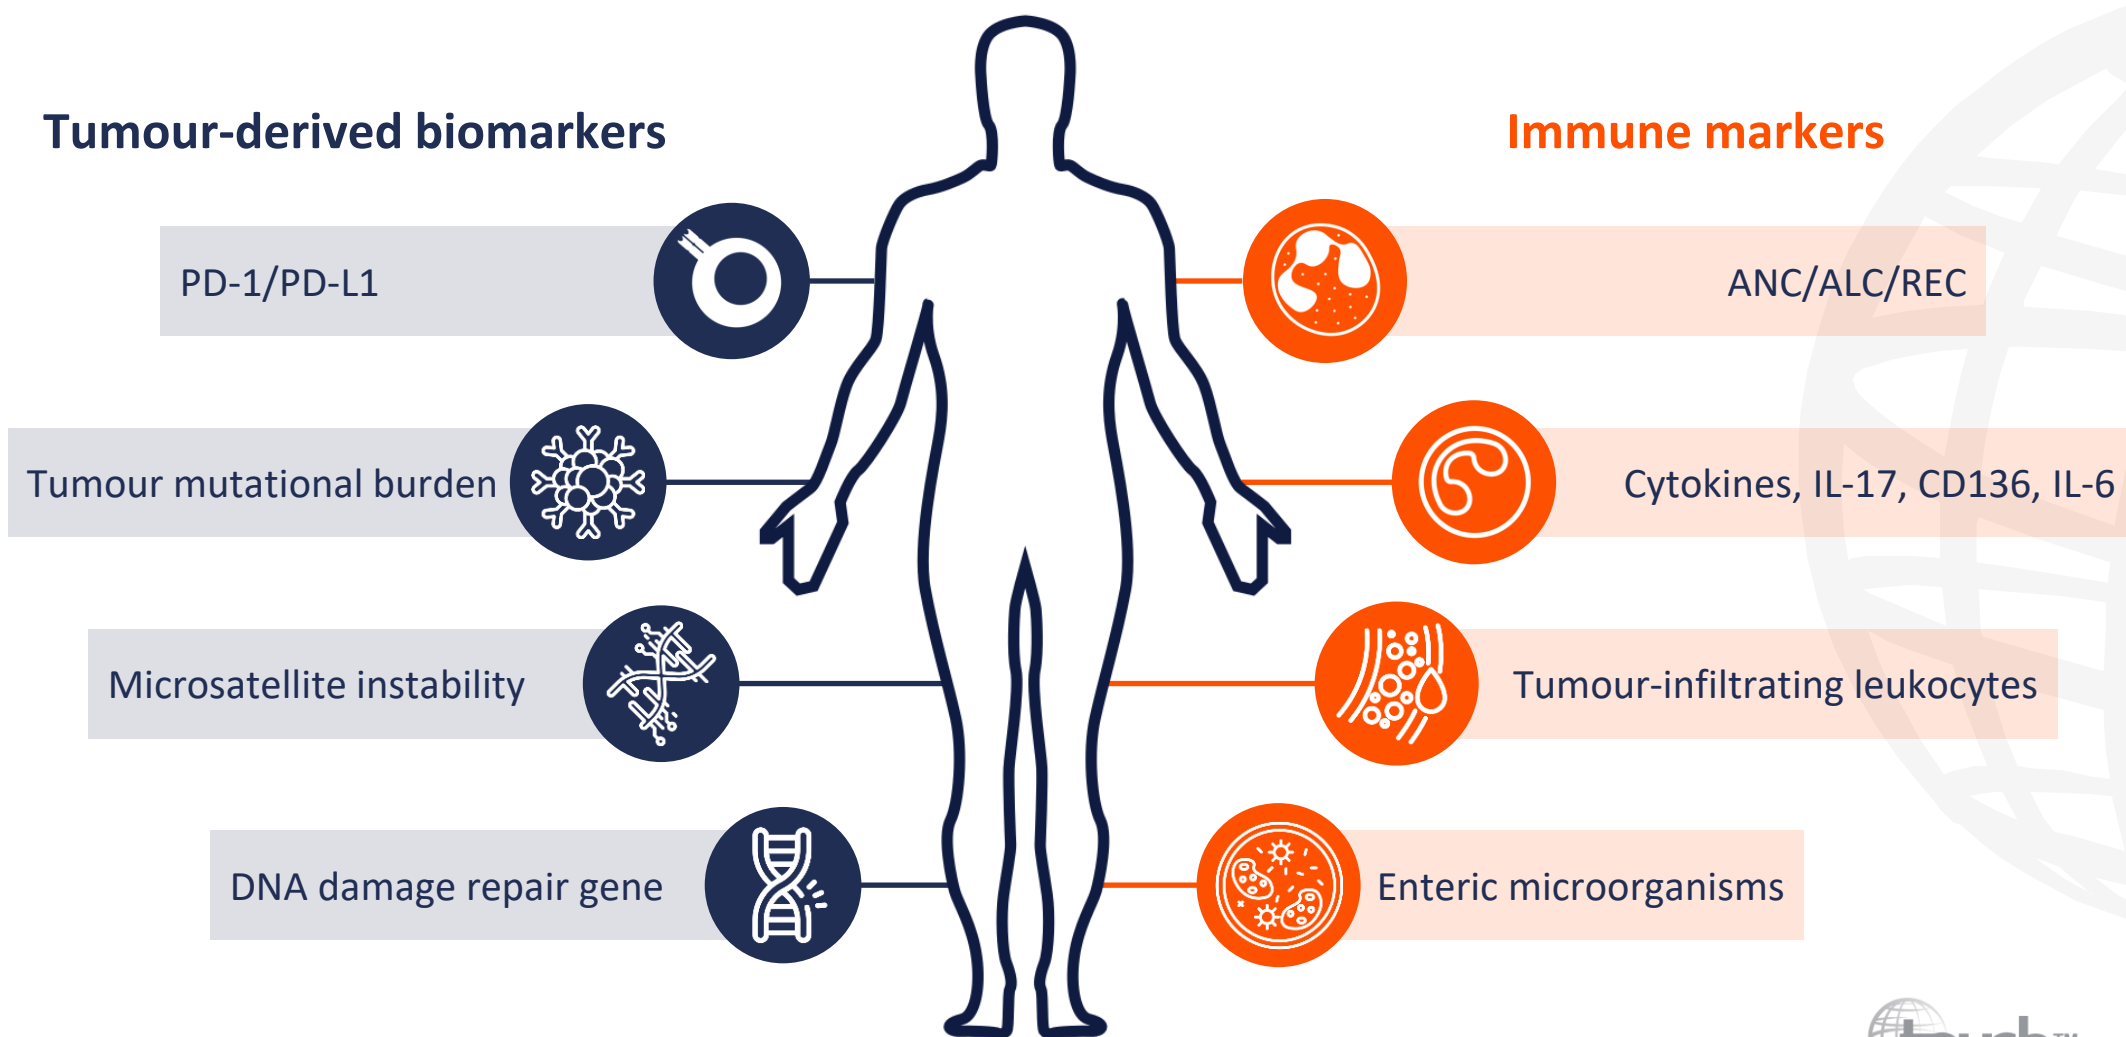 Tumour-derived biomarkers
PD-1/PD-L1
Tumour mutational burden
Microsatellite instability
DNA damage repair gene
Immune markers
ANC/ALC/REC
Cytokines, IL-17, CD136, IL-6
Tumour-infiltrating leukocytes
Enteric microorganisms